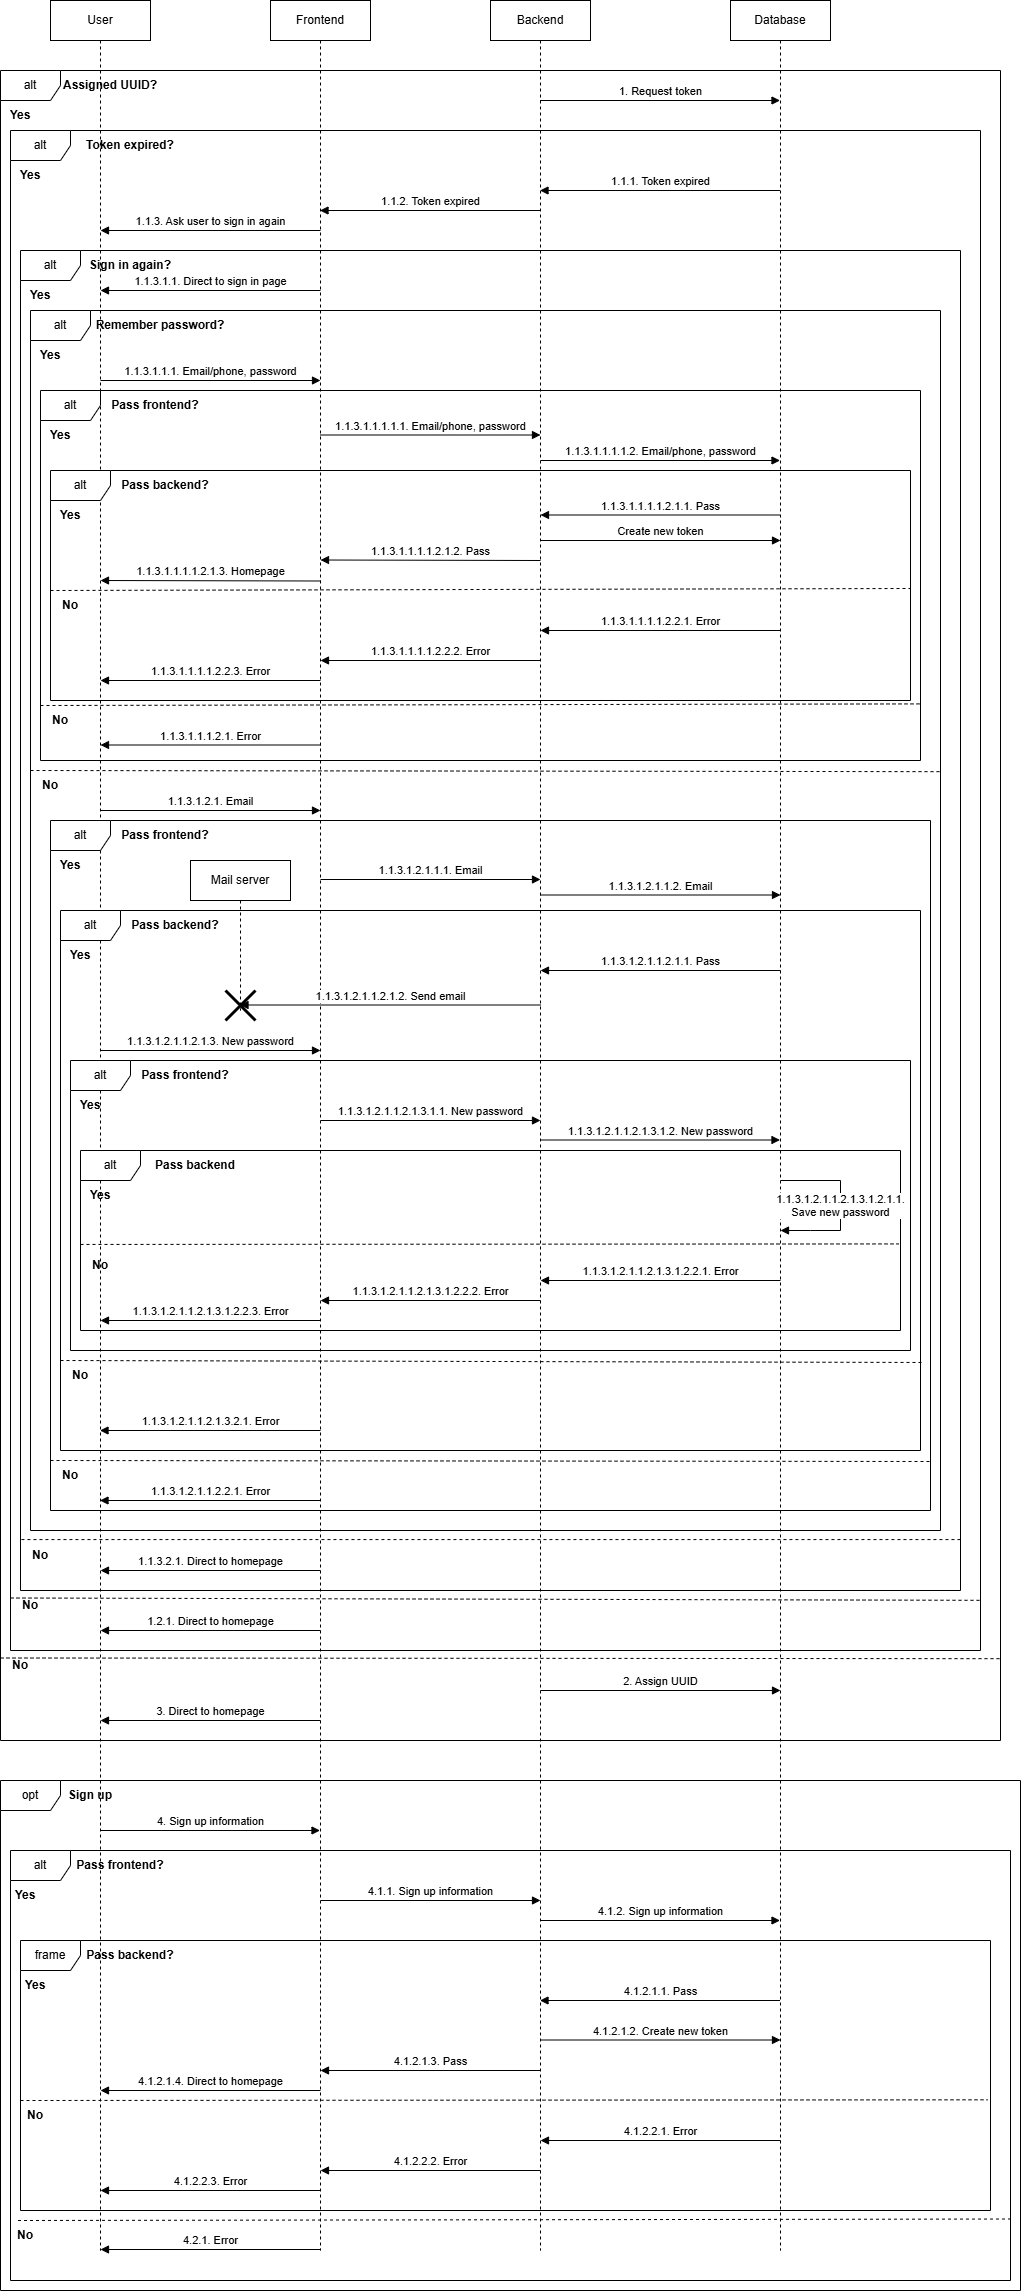 User
Frontend
Backend
Database
alt
Assigned UUID?
1. Request token
Yes
alt
Token expired?
Yes
1.1.1. Token expired
1.1.2. Token expired
1.1.3. Ask user to sign in again
alt
Sign in again?
1.1.3.1.1. Direct to sign in page
Yes
alt
Remember password?
Yes
1.1.3.1.1.1. Email/phone, password
alt
Pass frontend?
Yes
1.1.3.1.1.1.1.1. Email/phone, password
1.1.3.1.1.1.1.2. Email/phone, password
alt
Pass backend?
Yes
1.1.3.1.1.1.1.2.1.1. Pass
Create new token
1.1.3.1.1.1.1.2.1.2. Pass
1.1.3.1.1.1.1.2.1.3. Homepage
No
1.1.3.1.1.1.1.2.2.1. Error
1.1.3.1.1.1.1.2.2.2. Error
1.1.3.1.1.1.1.2.2.3. Error
No
1.1.3.1.1.1.2.1. Error
No
1.1.3.1.2.1. Email
alt
Pass frontend?
Yes
Mail server
1.1.3.1.2.1.1.1. Email
1.1.3.1.2.1.1.2. Email
alt
Pass backend?
Yes
1.1.3.1.2.1.1.2.1.1. Pass
1.1.3.1.2.1.1.2.1.2. Send email
1.1.3.1.2.1.1.2.1.3. New password
alt
Pass frontend?
Yes
1.1.3.1.2.1.1.2.1.3.1.1. New password
1.1.3.1.2.1.1.2.1.3.1.2. New password
alt
Pass backend
Yes
1.1.3.1.2.1.1.2.1.3.1.2.1.1.
Save new password
No
1.1.3.1.2.1.1.2.1.3.1.2.2.1. Error
1.1.3.1.2.1.1.2.1.3.1.2.2.2. Error
1.1.3.1.2.1.1.2.1.3.1.2.2.3. Error
No
1.1.3.1.2.1.1.2.1.3.2.1. Error
No
1.1.3.1.2.1.1.2.2.1. Error
No
1.1.3.2.1. Direct to homepage
No
1.2.1. Direct to homepage
No
2. Assign UUID
3. Direct to homepage
opt
Sign up
4. Sign up information
alt
Pass frontend?
Yes
4.1.1. Sign up information
4.1.2. Sign up information
frame
Pass backend?
Yes
4.1.2.1.1. Pass
4.1.2.1.2. Create new token
4.1.2.1.3. Pass
4.1.2.1.4. Direct to homepage
No
4.1.2.2.1. Error
4.1.2.2.2. Error
4.1.2.2.3. Error
No
4.2.1. Error